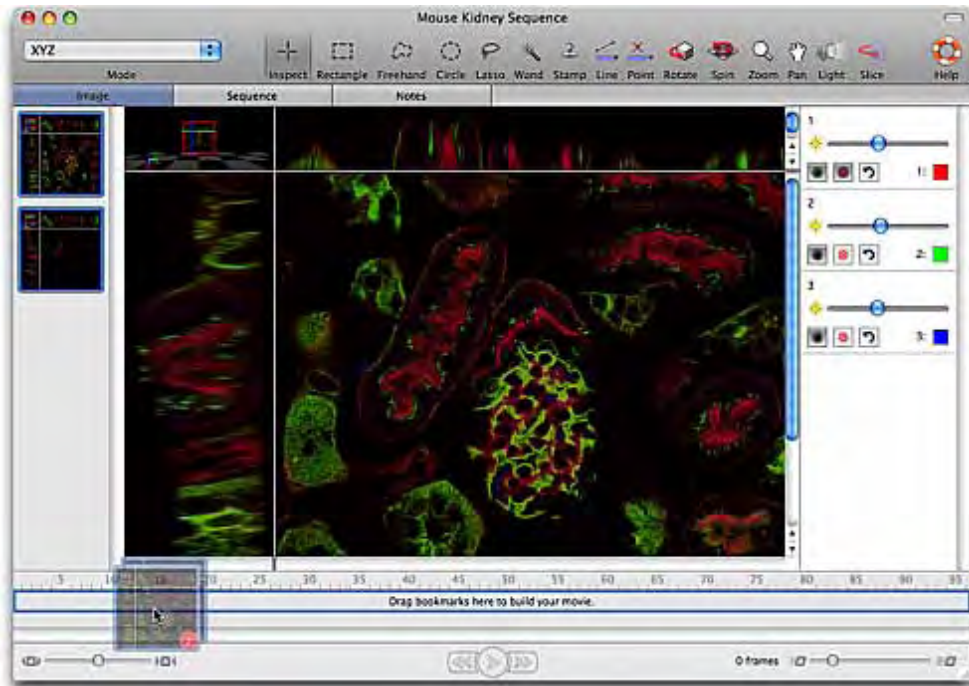 Mouse Kidney Sequence
XYZ
Mode
Inspect Rectangle Freehand Circle Lasso Wand Stamp Line Point Rotate Spin Zoom Pan Light Slice Help
Image Sequence Notes
1
1:
2
2:
3
3:
5 10 15 20 25 30 35 40 45 50 55 60 65 70 75 80 85 90 95
Drag bookmarks here to build your movie.
0 frames